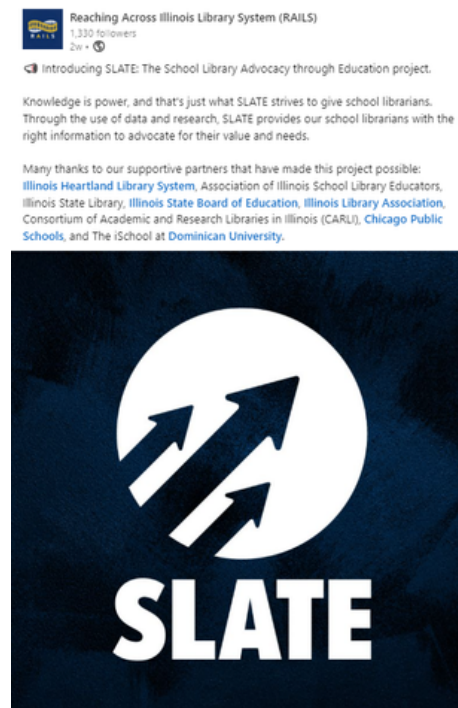 RAILS
Reaching Across Illinois Library System (RAILS)
1,330 followers
2w •
Introducing SLATE: The School Library Advocacy through Education project.
Knowledge is power, and that's just what SLATE strives to give school librarians.
Through the use of data and research, SLATE provides our school librarians with the
right information to advocate for their value and needs.
Many thanks to our supportive partners that have made this project possible:
Illinois Heartland Library System, Association of Illinois School Library Educators,
Illinois State Library, Illinois State Board of Education, Illinois Library Association,
Consortium of Academic and Research Libraries in Illinois (CARLI), Chicago Public
Schools, and The iSchool at Dominican University.
SLATE